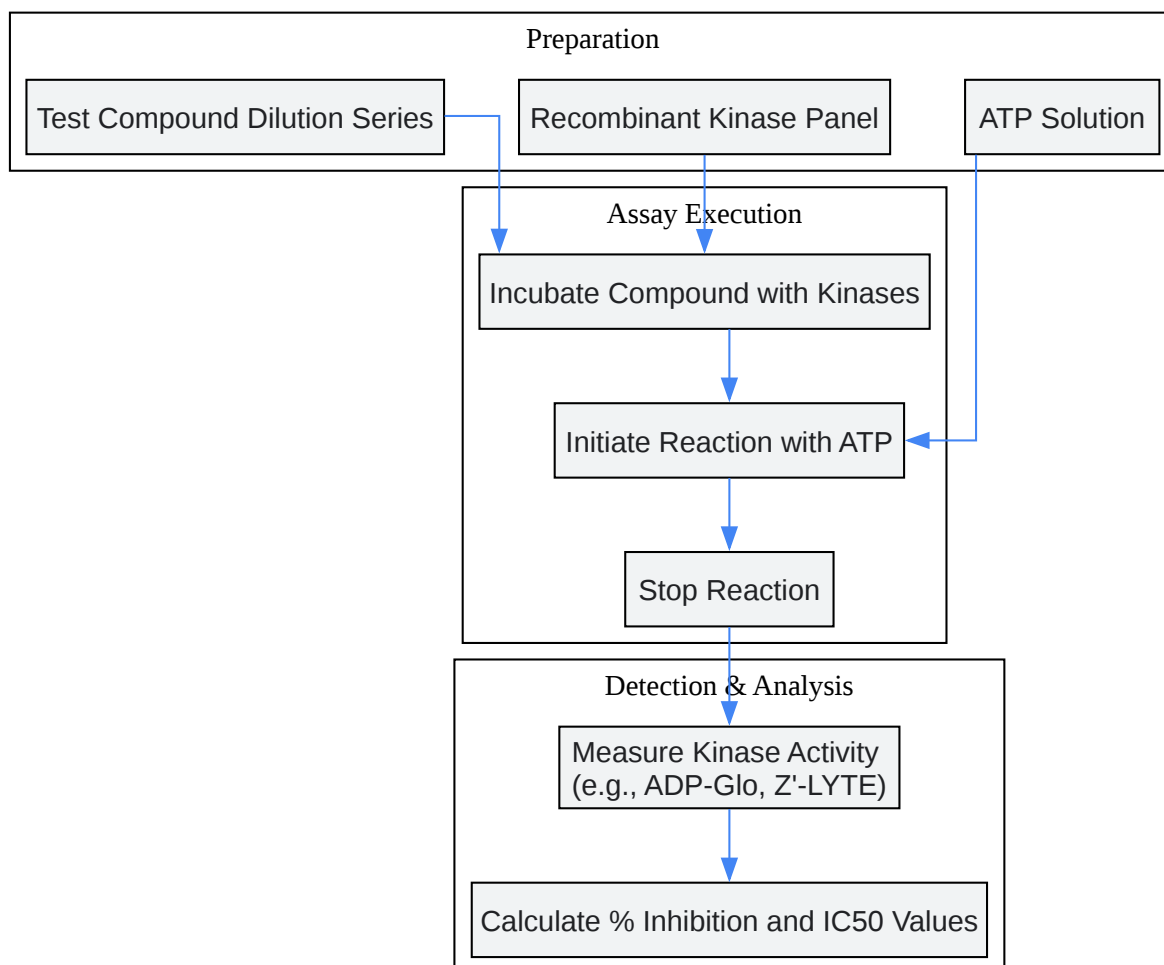 Preparation
Test Compound Dilution Series
Recombinant Kinase Panel
ATP Solution
Assay Execution
Incubate Compound with Kinases
Initiate Reaction with ATP
Stop Reaction
Detection & Analysis
Measure Kinase Activity
(e.g., ADP-Glo, Z'-LYTE)
Calculate % Inhibition and IC50 Values